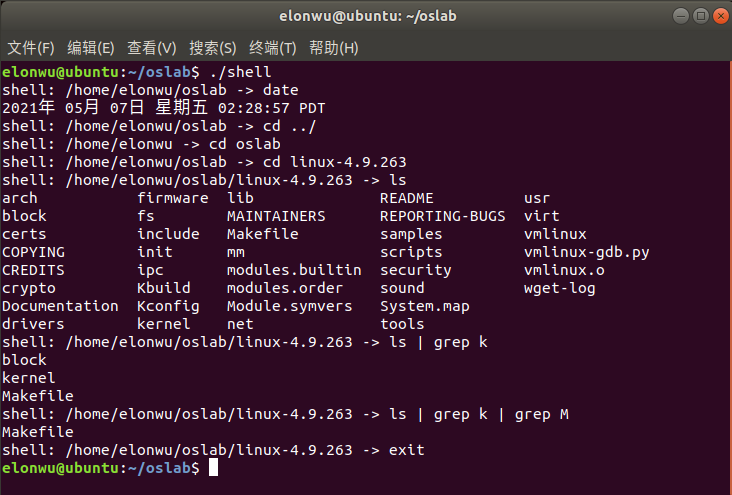 elonwu@ubuntu: ~/oslab
文件(F) 编辑(E) 查看(V) 搜索(S) 终端(T) 帮助(H)
elonwu@ubuntu:~/oslab$ ./shell
shell: /home/elonwu/oslab -> date
2021年 05月 07日 星期五 02:28:57 PDT
shell: /home/elonwu/oslab -> cd ../
shell: /home/elonwu -> cd oslab
shell: /home/elonwu/oslab -> cd linux-4.9.263
shell: /home/elonwu/oslab/linux-4.9.263 -> ls
arch           firmware  lib              README          usr
block          fs        MAINTAINERS      REPORTING-BUGS  virt
certs          include   Makefile         samples         vmlinux
COPYING        init      mm               scripts         vmlinux-gdb.py
CREDITS        ipc       modules.builtin  security        vmlinux.o
crypto         Kbuild    modules.order    sound           wget-log
Documentation  Kconfig   Module.symvers   System.map
drivers        kernel    net              tools
shell: /home/elonwu/oslab/linux-4.9.263 -> ls | grep k
block
kernel
Makefile
shell: /home/elonwu/oslab/linux-4.9.263 -> ls | grep k | grep M
Makefile
shell: /home/elonwu/oslab/linux-4.9.263 -> exit
elonwu@ubuntu:~/oslab$